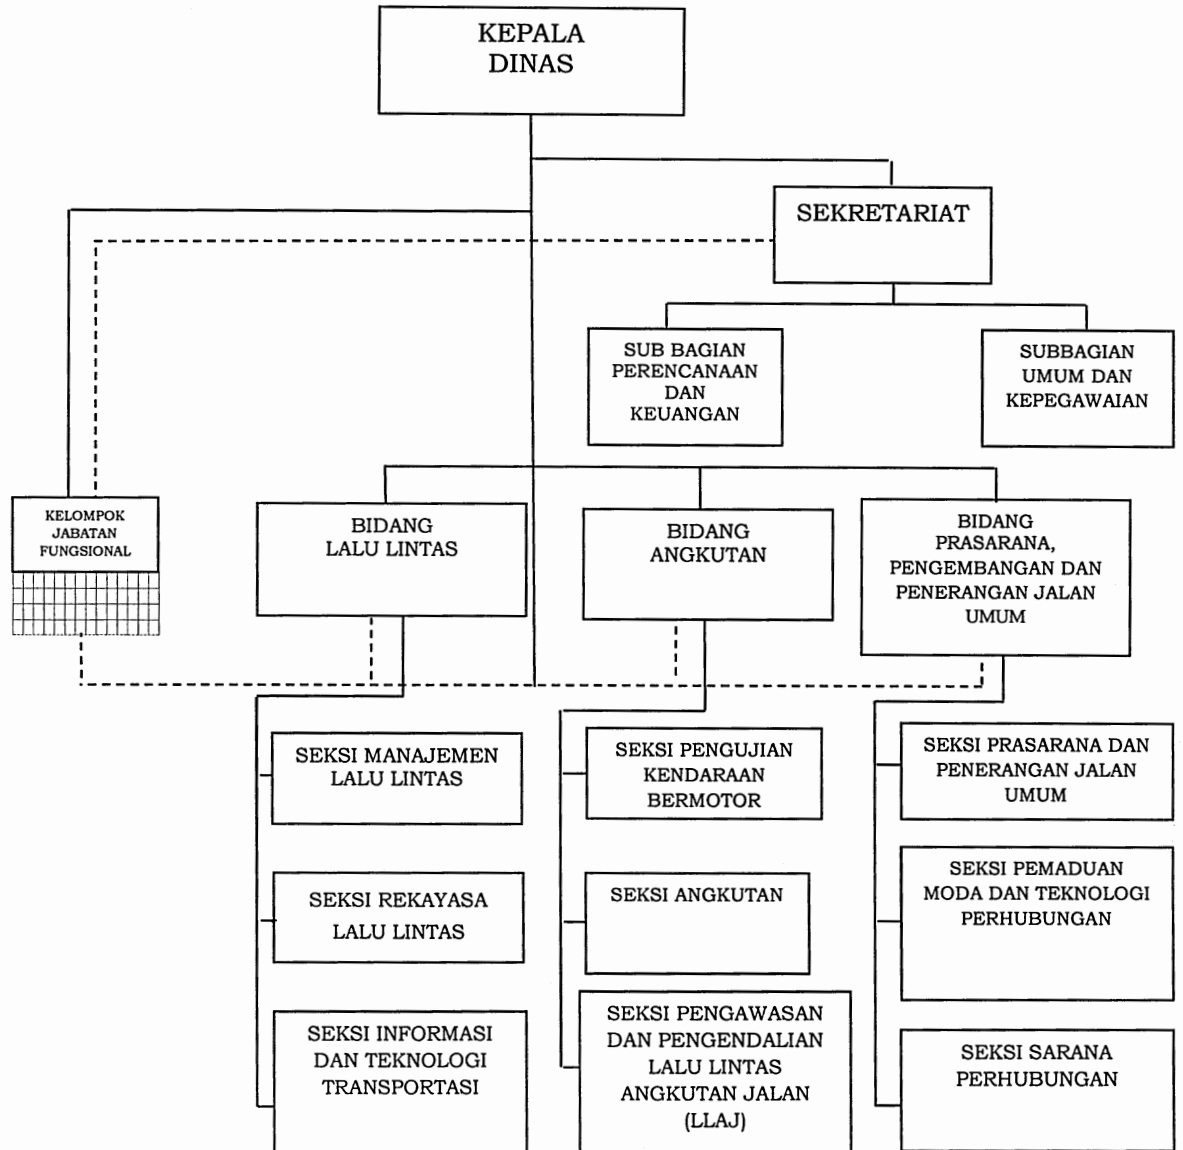 KEPALA
DINAS
SEKRETARIAT
SUB BAGIAN
PERENCANAAN
DAN
KEUANGAN
SUBBAGIAN
UMUM DAN
KEPEGAWAIAN
KELOMPOK
JABATAN
FUNGSIONAL
BIDANG
LALU LINTAS
BIDANG
ANGKUTAN
BIDANG
PRASARANA,
PENGEMBANGAN DAN
PENERANGAN JALAN
UMUM
SEKSI MANAJEMEN
LALU LINTAS
SEKSI REKAYASA
LALU LINTAS
SEKSI INFORMASI
DAN TEKNOLOGI
TRANSPORTASI
SEKSI PENGUJIAN
KENDARAAN
BERMOTOR
SEKSI ANGKUTAN
SEKSI PENGAWASAN
DAN PENGENDALIAN
LALU LINTAS
ANGKUTAN JALAN
(LLAJ)
SEKSI PRASARANA DAN
PENERANGAN JALAN
UMUM
SEKSI PEMADUAN
MODA DAN TEKNOLOGI
PERHUBUNGAN
SEKSI SARANA
PERHUBUNGAN